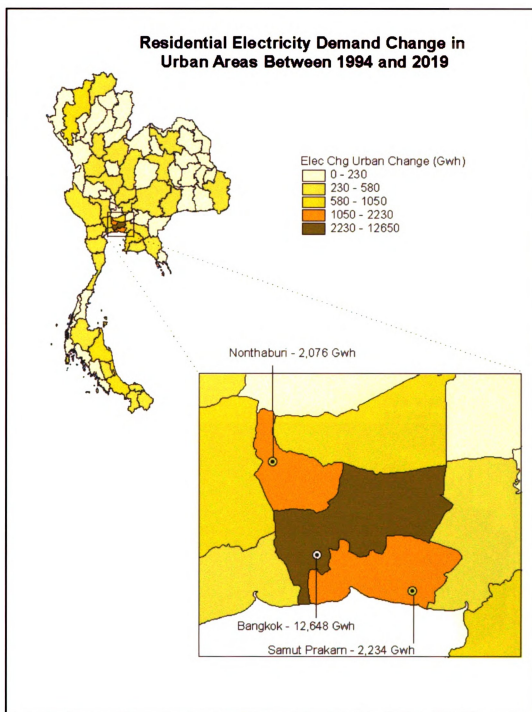 Residential Electricity Demand Change in
Urban Areas Between 1994 and 2019
Elec Chg Urban Change (Gwh)
0 - 230
230 - 580
580 - 1050
1050 - 2230
2230 - 12650
Nonthaburi - 2,076 Gwh
Bangkok - 12,648 Gwh
Samut Prakarn - 2,234 Gwh